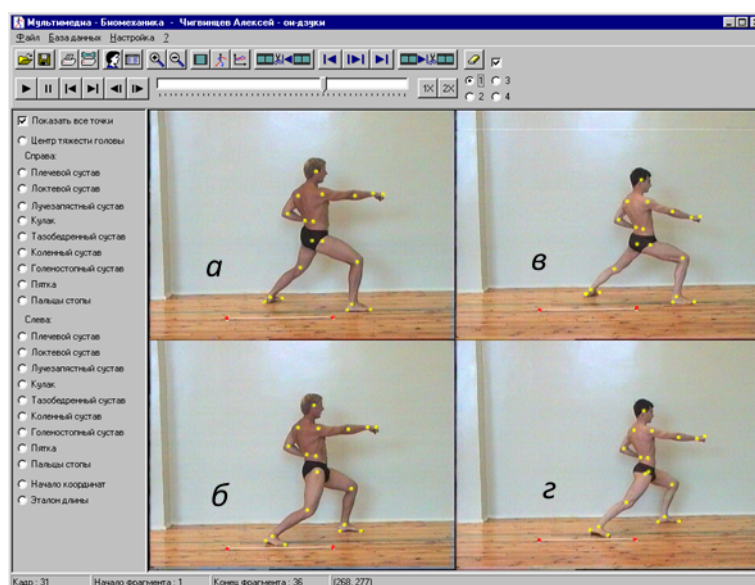 Мультимедиа - Биомеханика - Чигвинцев Алексей - ои-дзуки
Файл База данных Настройка ?
1X 2X
1 3
2 4
Показать все точки
Центр тяжести головы
Справа:
Плечевой сустав
Локтевой сустав
Лучезапястный сустав
Кулак
Тазобедренный сустав
Коленный сустав
Голеностопный сустав
Пятка
Пальцы стопы
Слева:
Плечевой сустав
Локтевой сустав
Лучезапястный сустав
Кулак
Тазобедренный сустав
Коленный сустав
Голеностопный сустав
Пятка
Пальцы стопы
Начало координат
Эталон длины
а
в
б
г
Кадр : 31 Начало фрагмента : 1 Конец фрагмента : 36 (268, 277)